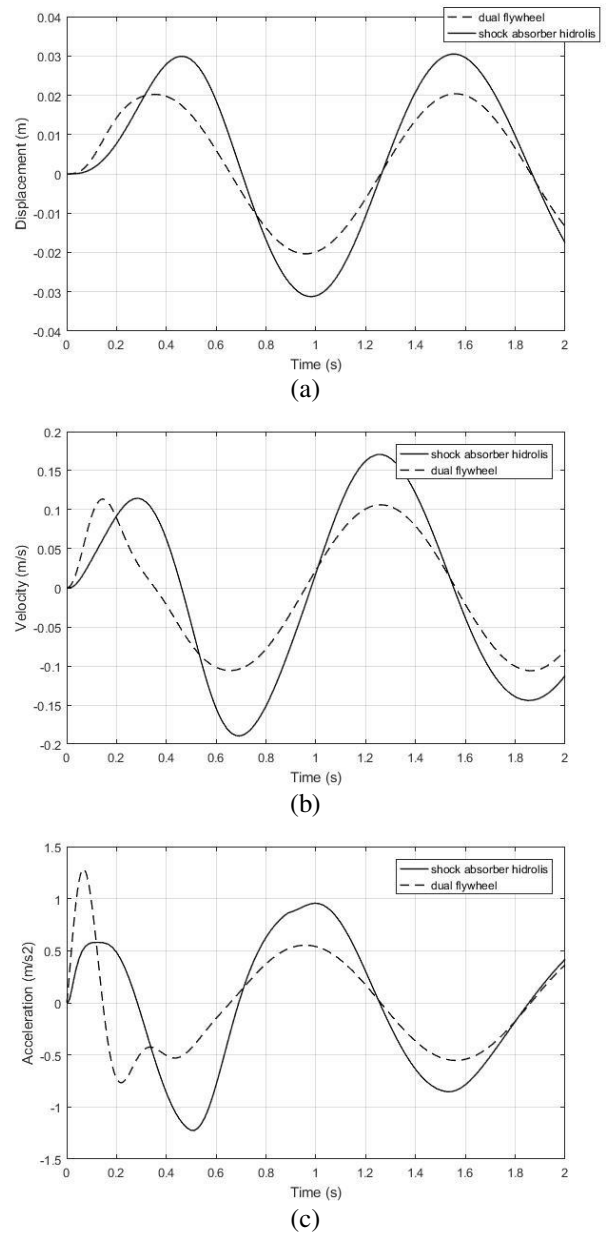 dual flywheel
shock absorber hidrolis
0.04
0.03
0.02
0.01
0
-0.01
-0.02
-0.03
-0.04
Displacement (m)
0 0.2 0.4 0.6 0.8 1 1.2 1.4 1.6 1.8 2
Time (s)
(a)
shock absorber hidrolis
dual flywheel
0.2
0.15
0.1
0.05
0
-0.05
-0.1
-0.15
-0.2
Velocity (m/s)
0 0.2 0.4 0.6 0.8 1 1.2 1.4 1.6 1.8 2
Time (s)
(b)
shock absorber hidrolis
dual flywheel
1.5
1
0.5
0
-0.5
-1
-1.5
Acceleration (m/s2)
0 0.2 0.4 0.6 0.8 1 1.2 1.4 1.6 1.8 2
Time (s)
(c)